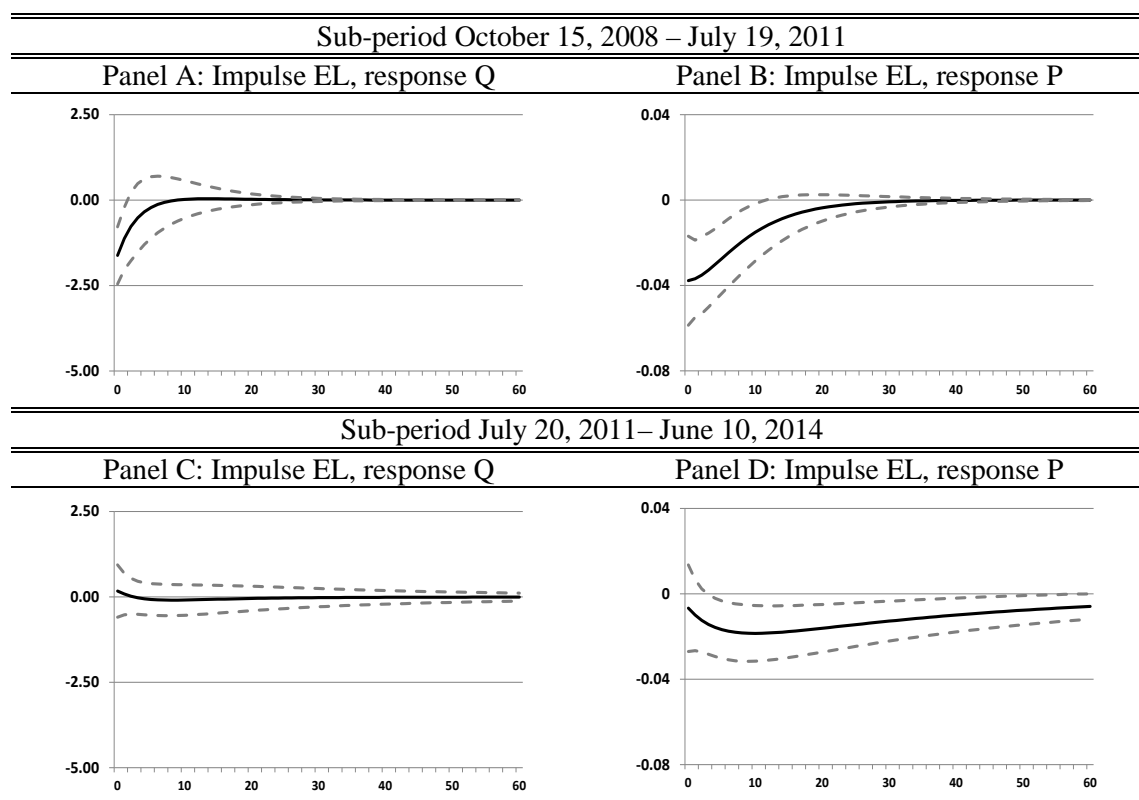 Sub-period October 15, 2008 – July 19, 2011
Panel A: Impulse EL, response Q
Panel B: Impulse EL, response P
2.50
0.00
-2.50
-5.00
0 10 20 30 40 50 60
0.04
0
-0.04
-0.08
0 10 20 30 40 50 60
Sub-period July 20, 2011– June 10, 2014
Panel C: Impulse EL, response Q
Panel D: Impulse EL, response P
2.50
0.00
-2.50
-5.00
0 10 20 30 40 50 60
0.04
0
-0.04
-0.08
0 10 20 30 40 50 60